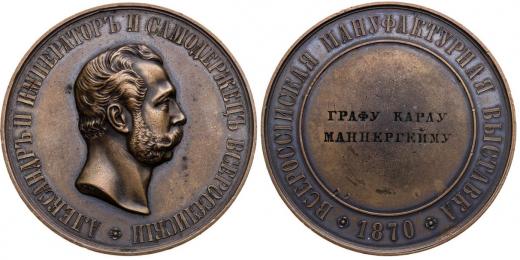 АЛЕКСАНДРЪ II ИМПЕРАТОРЪ И САМОДЕРЖЕЦЪ ВСЕРОССІЙСКІЙ
ВСЕРОССІЙСКАЯ МАНУФАКТУРНАЯ ВЫСТАВКА
ГРАФУ КАРЛУ
МАННЕРГЕЙМУ
1870